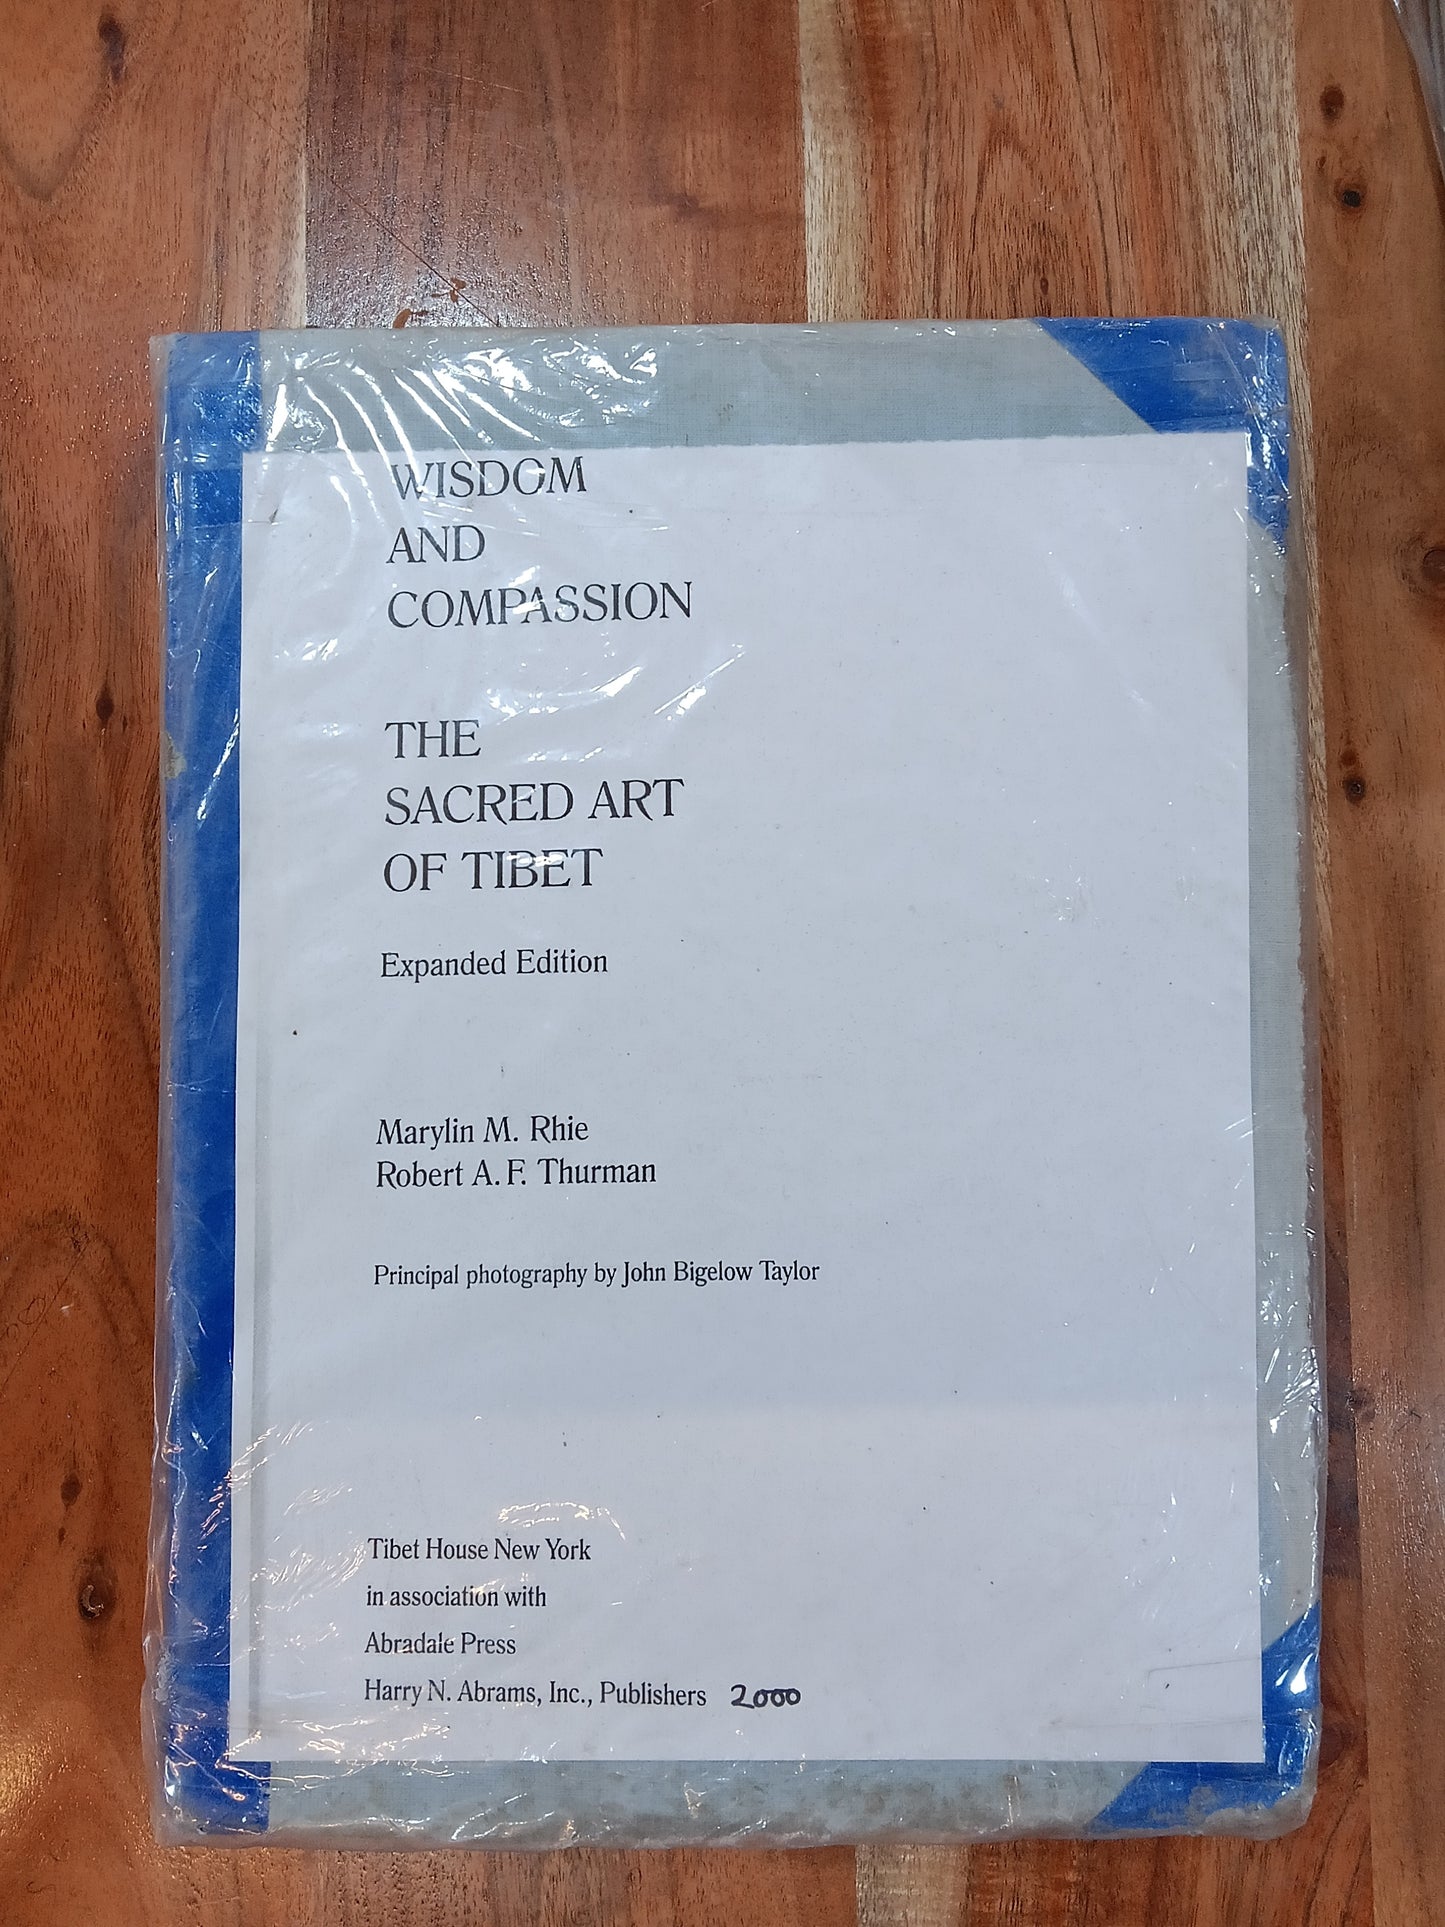 WISDOM
AND
COMPASSION
THE
SACRED ART
OF TIBET
Expanded Edition
Marylin M. Rhie
Robert A. F. Thurman
Principal photography by John Bigelow Taylor
Tibet House New York
in association with
Abradale Press
Harry N. Abrams, Inc., Publishers 2000